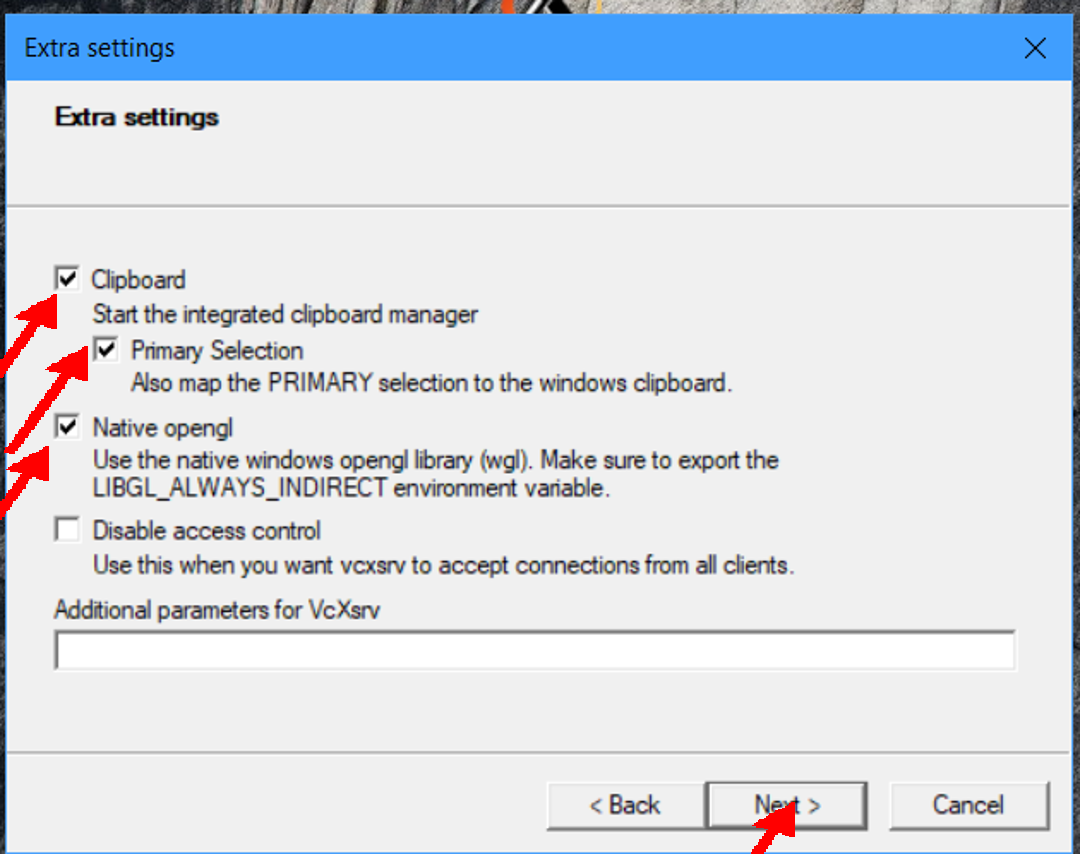 Extra settings
Extra settings
Clipboard
Start the integrated clipboard manager
Primary Selection
Also map the PRIMARY selection to the windows clipboard.
Native opengl
Use the native windows opengl library (wgl). Make sure to export the
LIBGL_ALWAYS_INDIRECT environment variable.
Disable access control
Use this when you want vcxsrv to accept connections from all clients.
Additional parameters for VcXsrv
< Back Next > Cancel